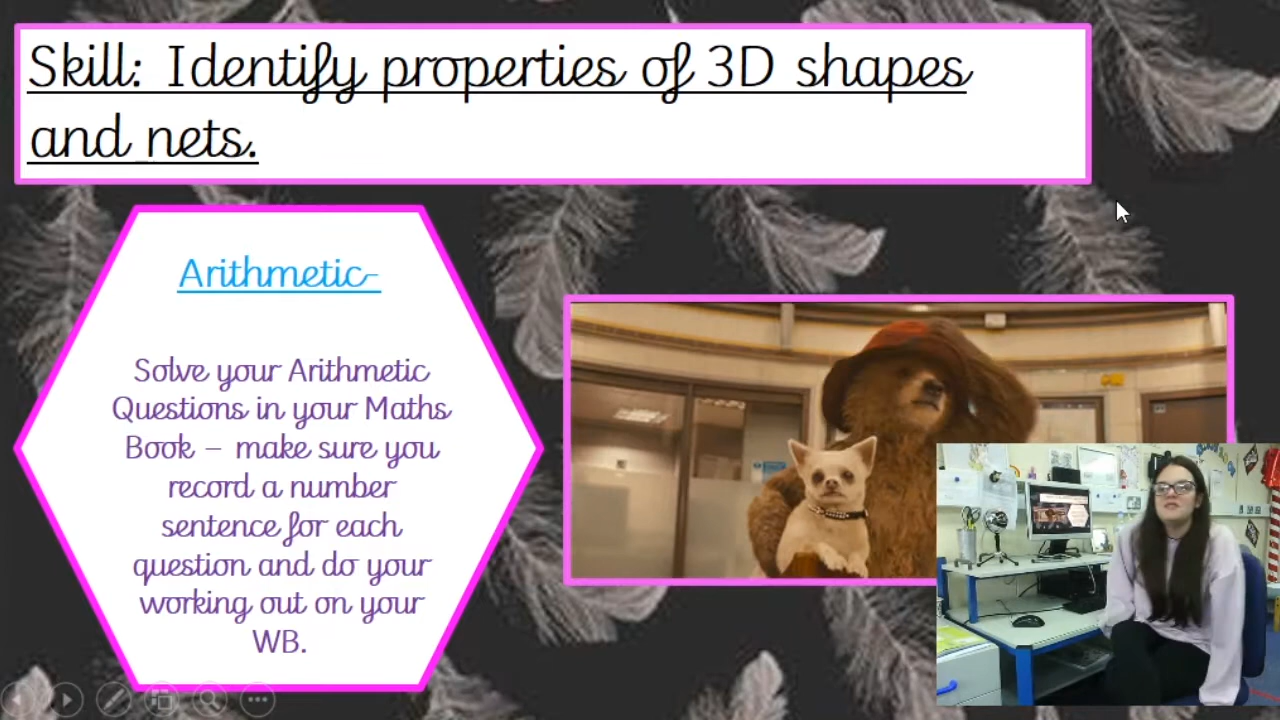 Skill: Identify properties of 3D shapes
and nets.
Arithmetic-
Solve your Arithmetic
Questions in your Maths
Book – make sure you
record a number
sentence for each
question and do your
working out on your
WB.